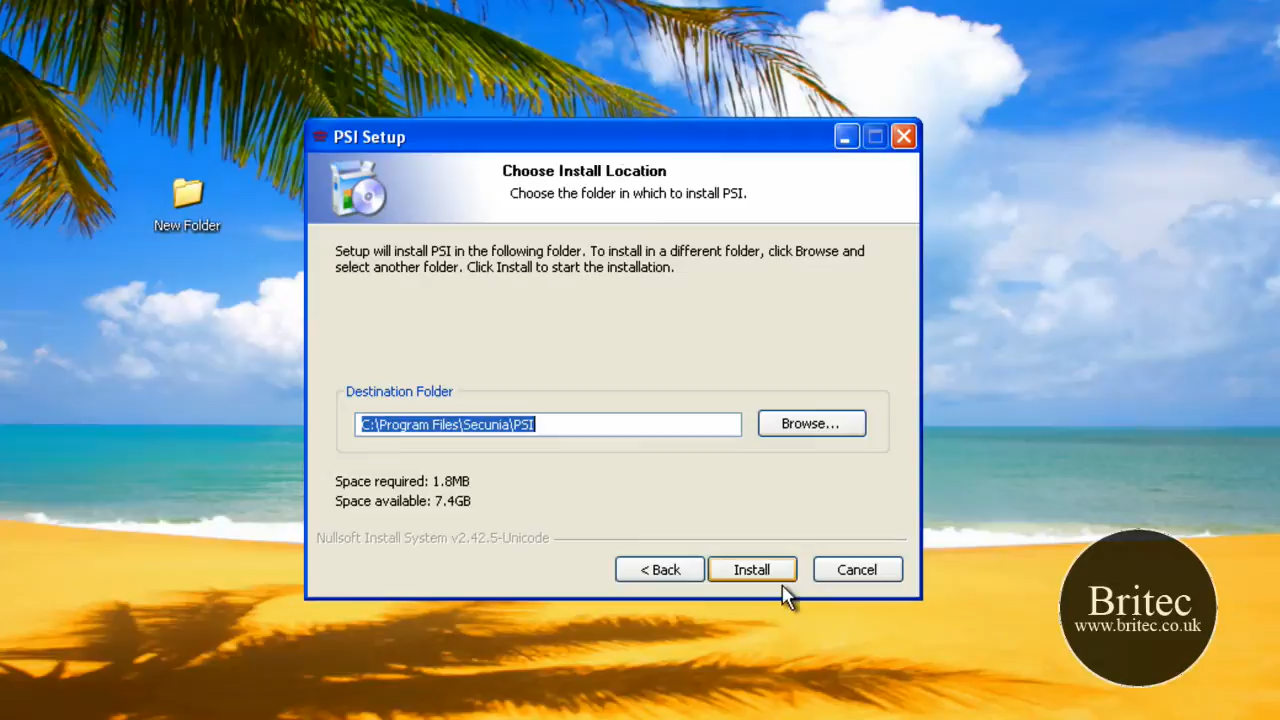 PSI Setup
Choose Install Location
Choose the folder in which to install PSI.
New Folder
Setup will install PSI in the following folder. To install in a different folder, click Browse and
select another folder. Click Install to start the installation.
Destination Folder
C:\Program Files\Secunia\PSI
Browse...
Space required: 1.8MB
Space available: 7.4GB
Nullsoft Install System v2.42.5-Unicode
< Back
Install
Cancel
Britec
www.britec.co.uk